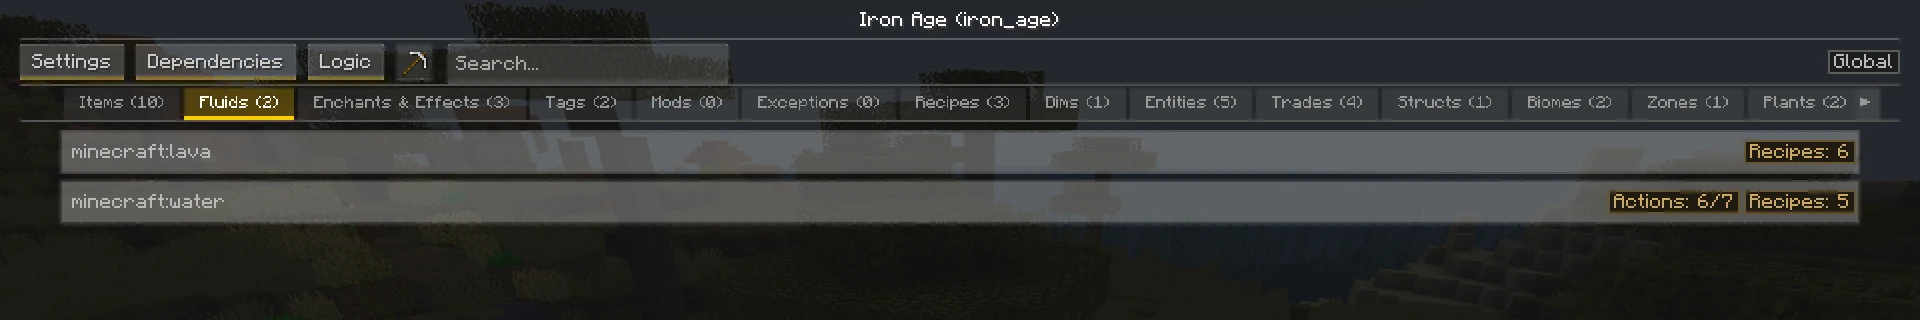 Iron Age (iron_age)
Settings Dependencies Logic Search... Global
Items (10) Fluids (2) Enchants & Effects (3) Tags (2) Mods (0) Exceptions (0) Recipes (3) Dims (1) Entities (5) Trades (4) Structs (1) Biomes (2) Zones (1) Plants (2)
minecraft:lava Recipes: 6
minecraft:water Actions: 6/7 Recipes: 5